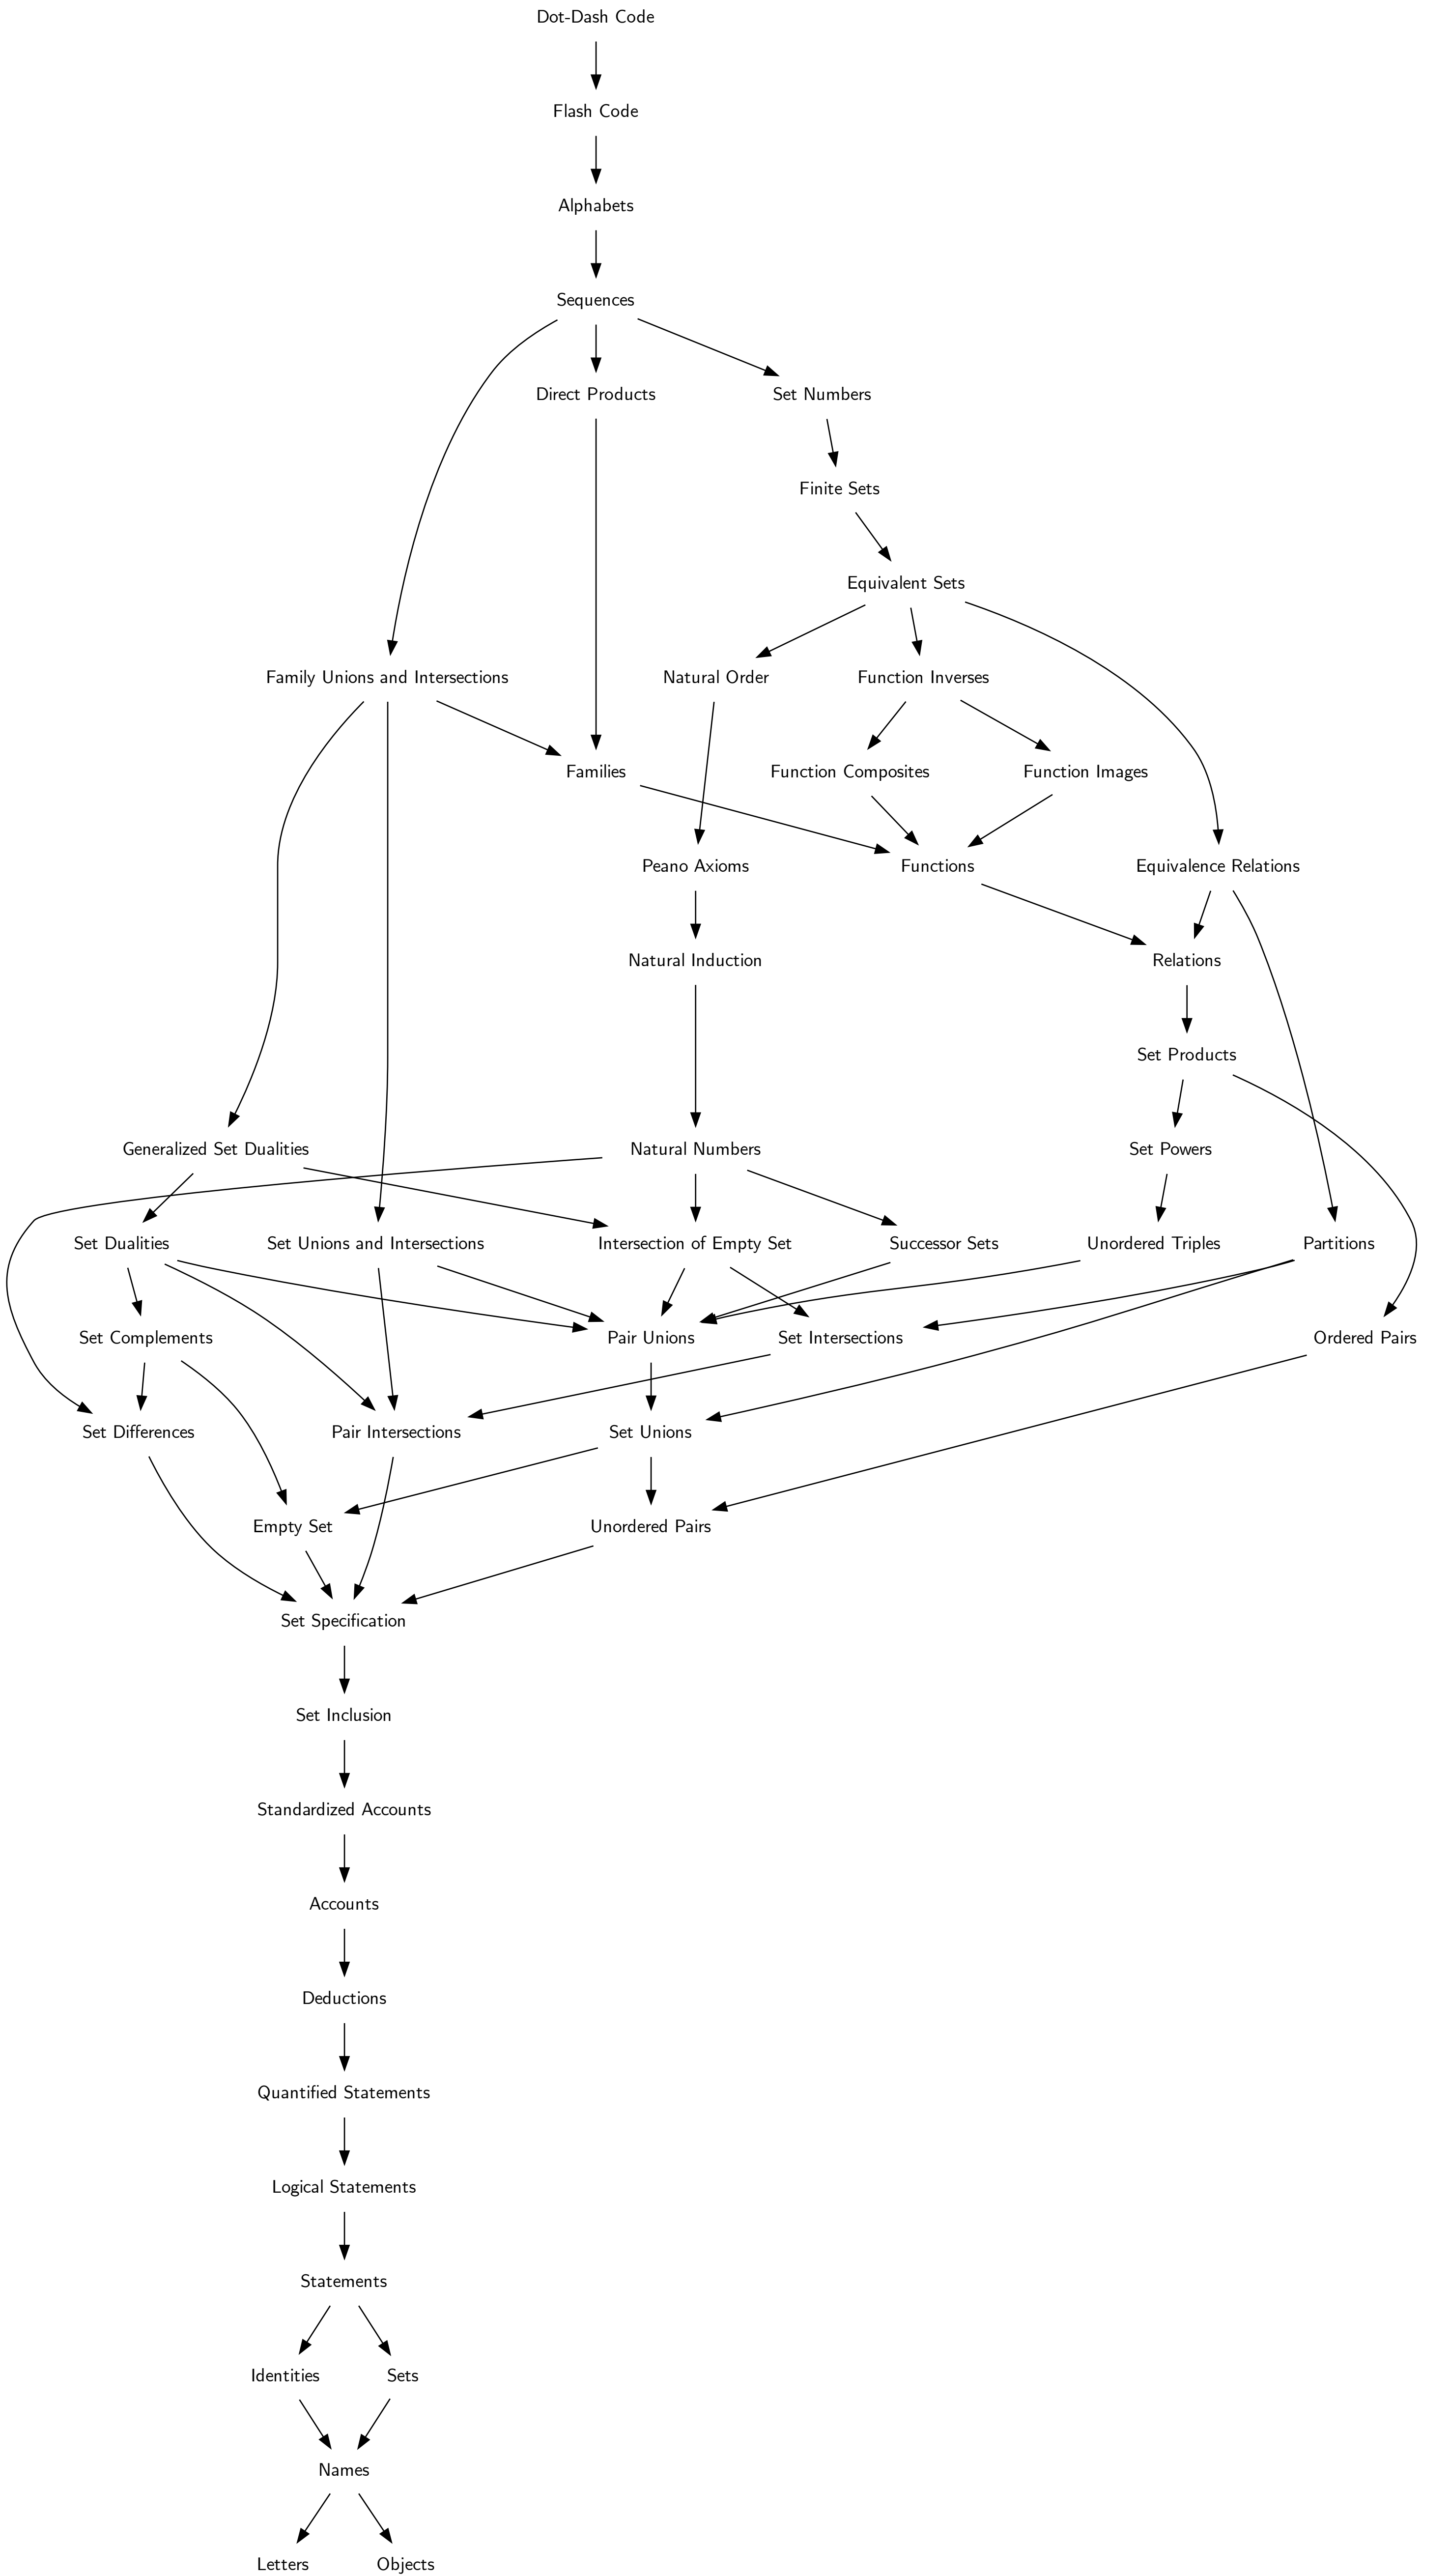 Dot-Dash Code
Flash Code
Alphabets
Sequences
Direct Products
Set Numbers
Finite Sets
Equivalent Sets
Family Unions and Intersections
Natural Order
Function Inverses
Families
Function Composites
Function Images
Peano Axioms
Functions
Equivalence Relations
Natural Induction
Relations
Set Products
Generalized Set Dualities
Natural Numbers
Set Powers
Set Dualities
Set Unions and Intersections
Intersection of Empty Set
Successor Sets
Unordered Triples
Partitions
Set Complements
Pair Unions
Set Intersections
Ordered Pairs
Set Differences
Pair Intersections
Set Unions
Empty Set
Unordered Pairs
Set Specification
Set Inclusion
Standardized Accounts
Accounts
Deductions
Quantified Statements
Logical Statements
Statements
Identities
Sets
Names
Letters
Objects